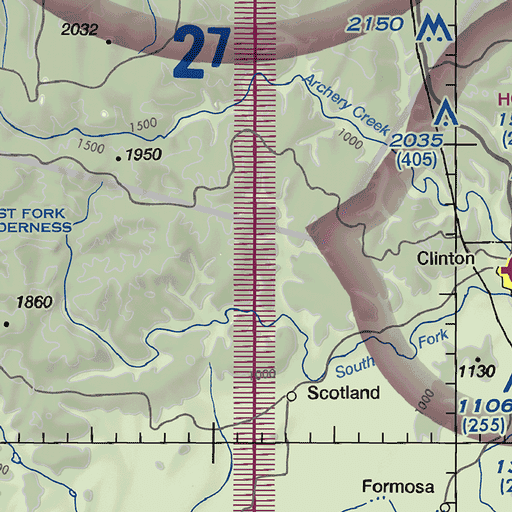 2032
27
2150
Archery Creek
1500
1500
1950
1000
2035
(405)
ST FORK
DERNESS
Clinton
1860
South Fork
1130
1000
1000
Scotland
1106
(255)
Formosa